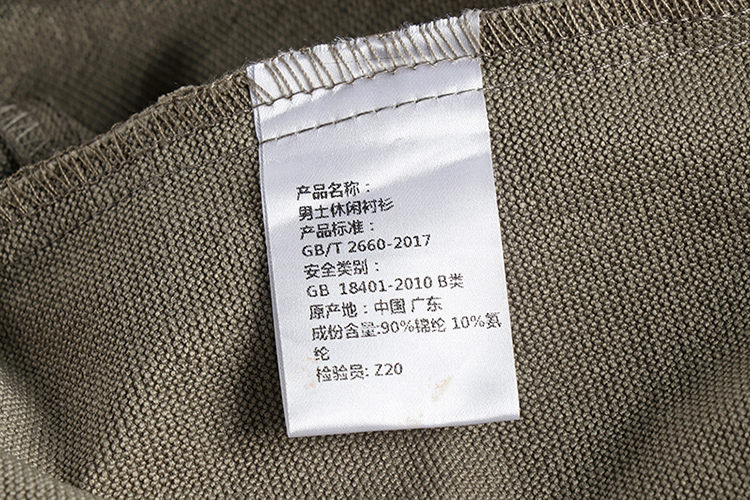 产品名称：
男士休闲衬衫
产品标准：
GB/T 2660-2017
安全类别：
GB 18401-2010 B类
原产地：中国 广东
成份含量:90%锦纶 10%氨
纶
检验员: Z20